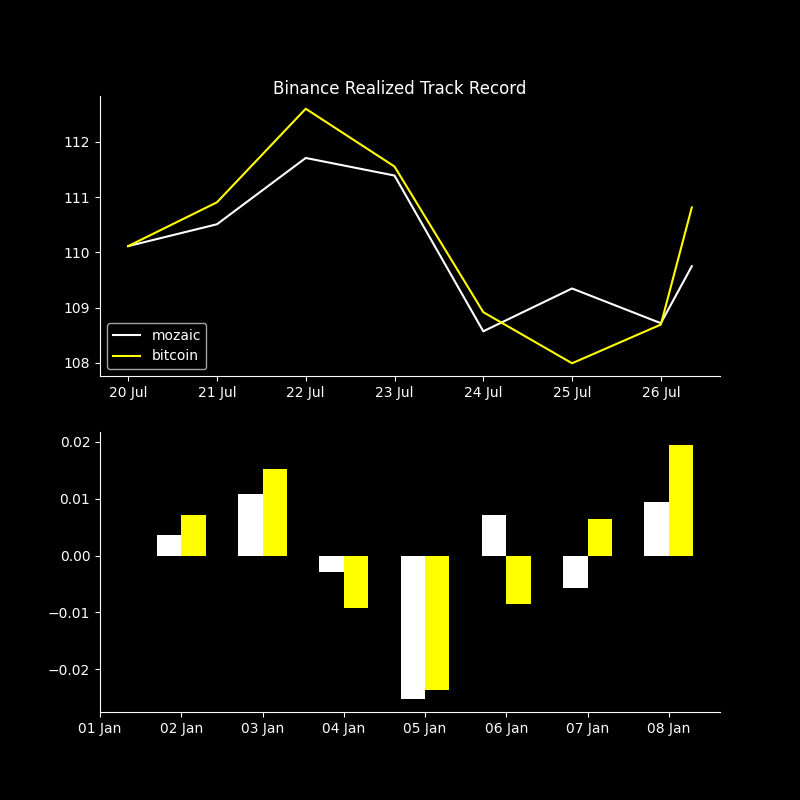 Binance Realized Track Record
112
111
110
109
108
mozaic
bitcoin
20 Jul 21 Jul 22 Jul 23 Jul 24 Jul 25 Jul 26 Jul
0.02
0.01
0.00
−0.01
−0.02
01 Jan 02 Jan 03 Jan 04 Jan 05 Jan 06 Jan 07 Jan 08 Jan